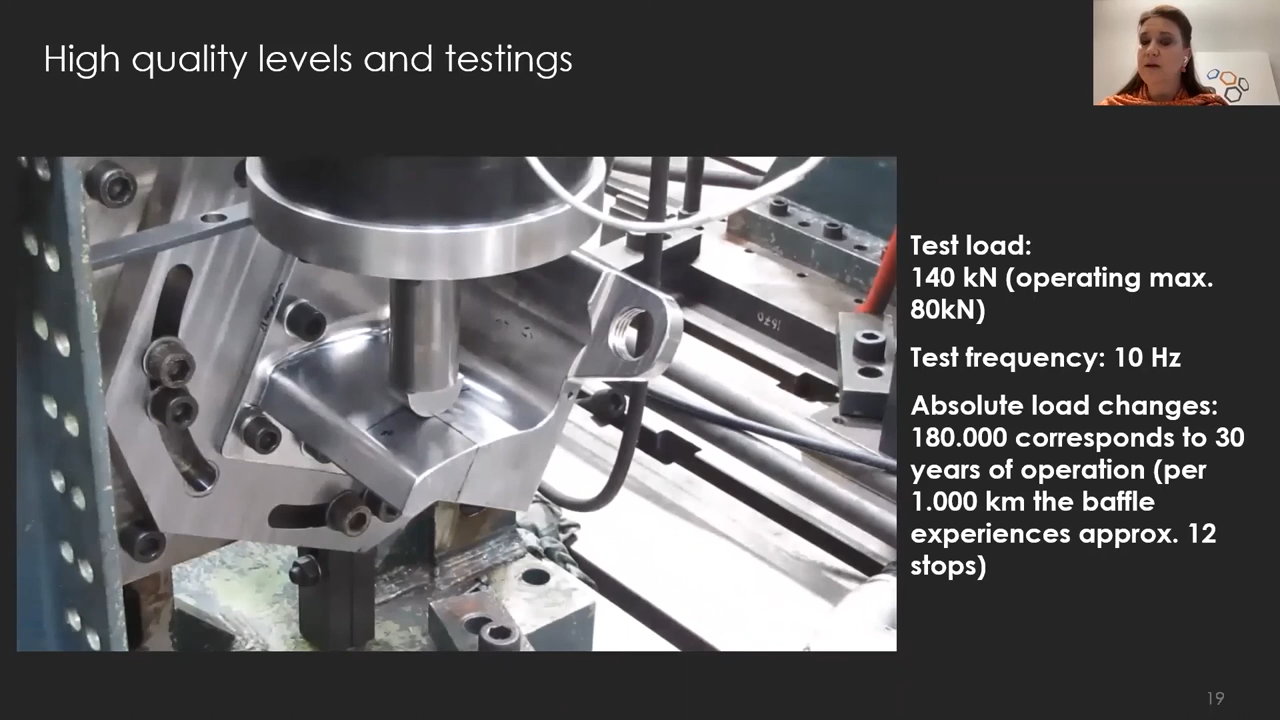 High quality levels and testings
Test load:
140 kN (operating max.
80kN)
Test frequency: 10 Hz
Absolute load changes:
180.000 corresponds to 30
years of operation (per
1.000 km the baffle
experiences approx. 12
stops)
19